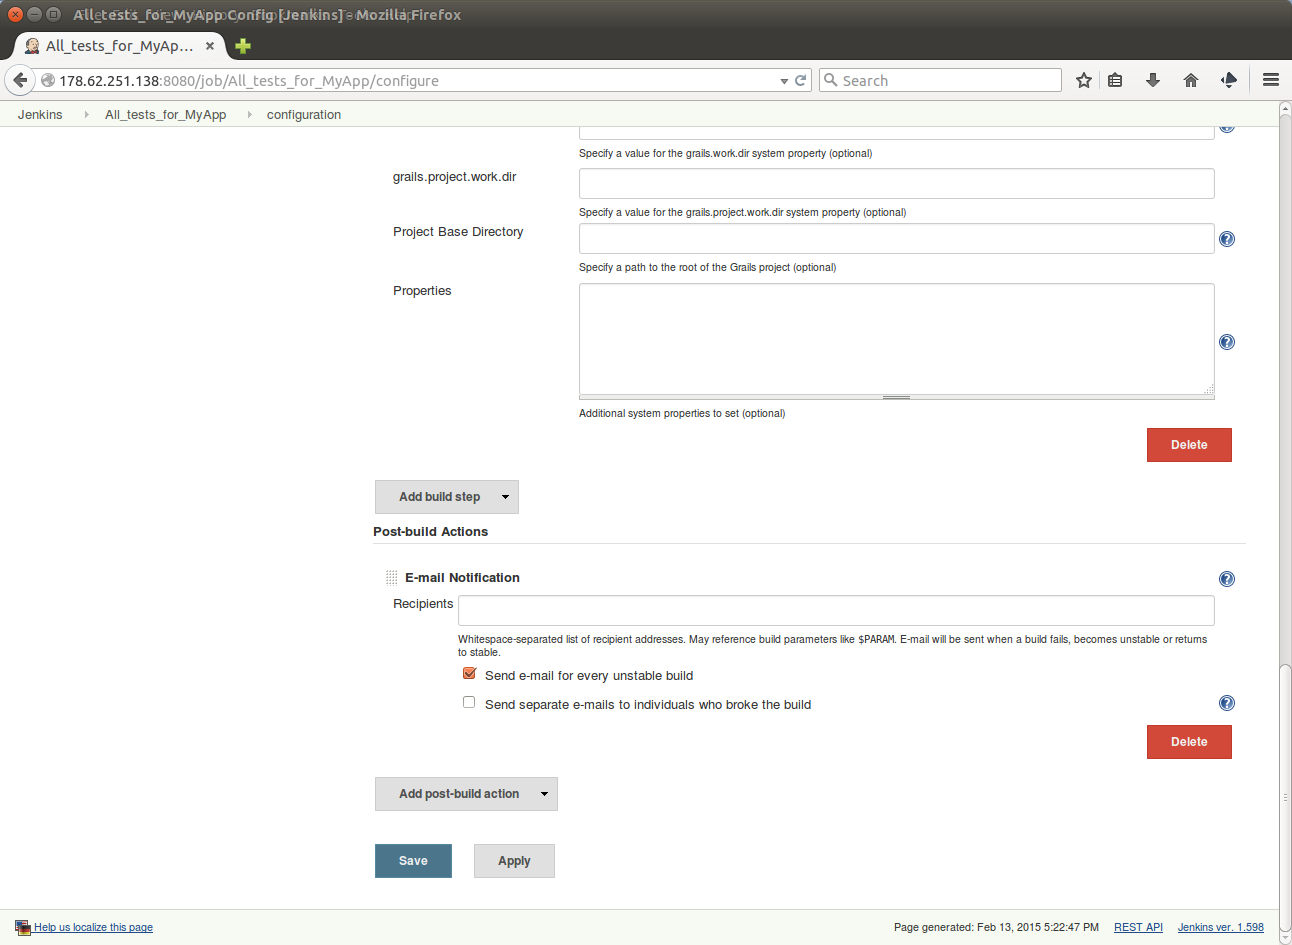 All_tests_for_MyApp Config [Jenkins] - Mozilla Firefox
All_tests_for_MyAp...
178.62.251.138:8080/job/All_tests_for_MyApp/configure
Search
Jenkins All_tests_for_MyApp configuration
Specify a value for the grails.work.dir system property (optional)
grails.project.work.dir
Specify a value for the grails.project.work.dir system property (optional)
Project Base Directory
Specify a path to the root of the Grails project (optional)
Properties
Additional system properties to set (optional)
Delete
Add build step
Post-build Actions
E-mail Notification
Recipients
Whitespace-separated list of recipient addresses. May reference build parameters like $PARAM. E-mail will be sent when a build fails, becomes unstable or returns
to stable.
Send e-mail for every unstable build
Send separate e-mails to individuals who broke the build
Delete
Add post-build action
Save Apply
Help us localize this page Page generated: Feb 13, 2015 5:22:47 PM REST API Jenkins ver. 1.598